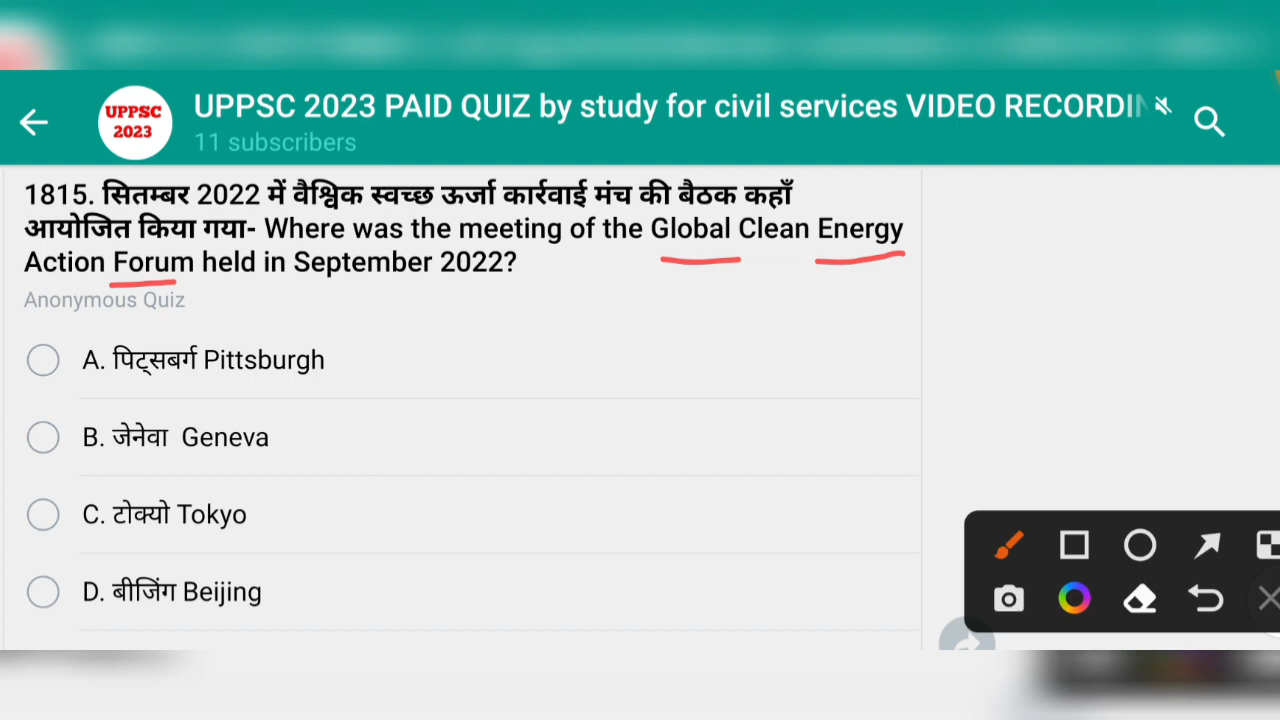 UPPSC
2023
UPPSC 2023 PAID QUIZ by study for civil services VIDEO RECORDIN
11 subscribers
1815. सितम्बर 2022 में वैश्विक स्वच्छ ऊर्जा कार्रवाई मंच की बैठक कहाँ
आयोजित किया गया- Where was the meeting of the Global Clean Energy
Action Forum held in September 2022?
Anonymous Quiz
A. पिट्सबर्ग Pittsburgh
B. जेनेवा Geneva
C. टोक्यो Tokyo
D. बीजिंग Beijing